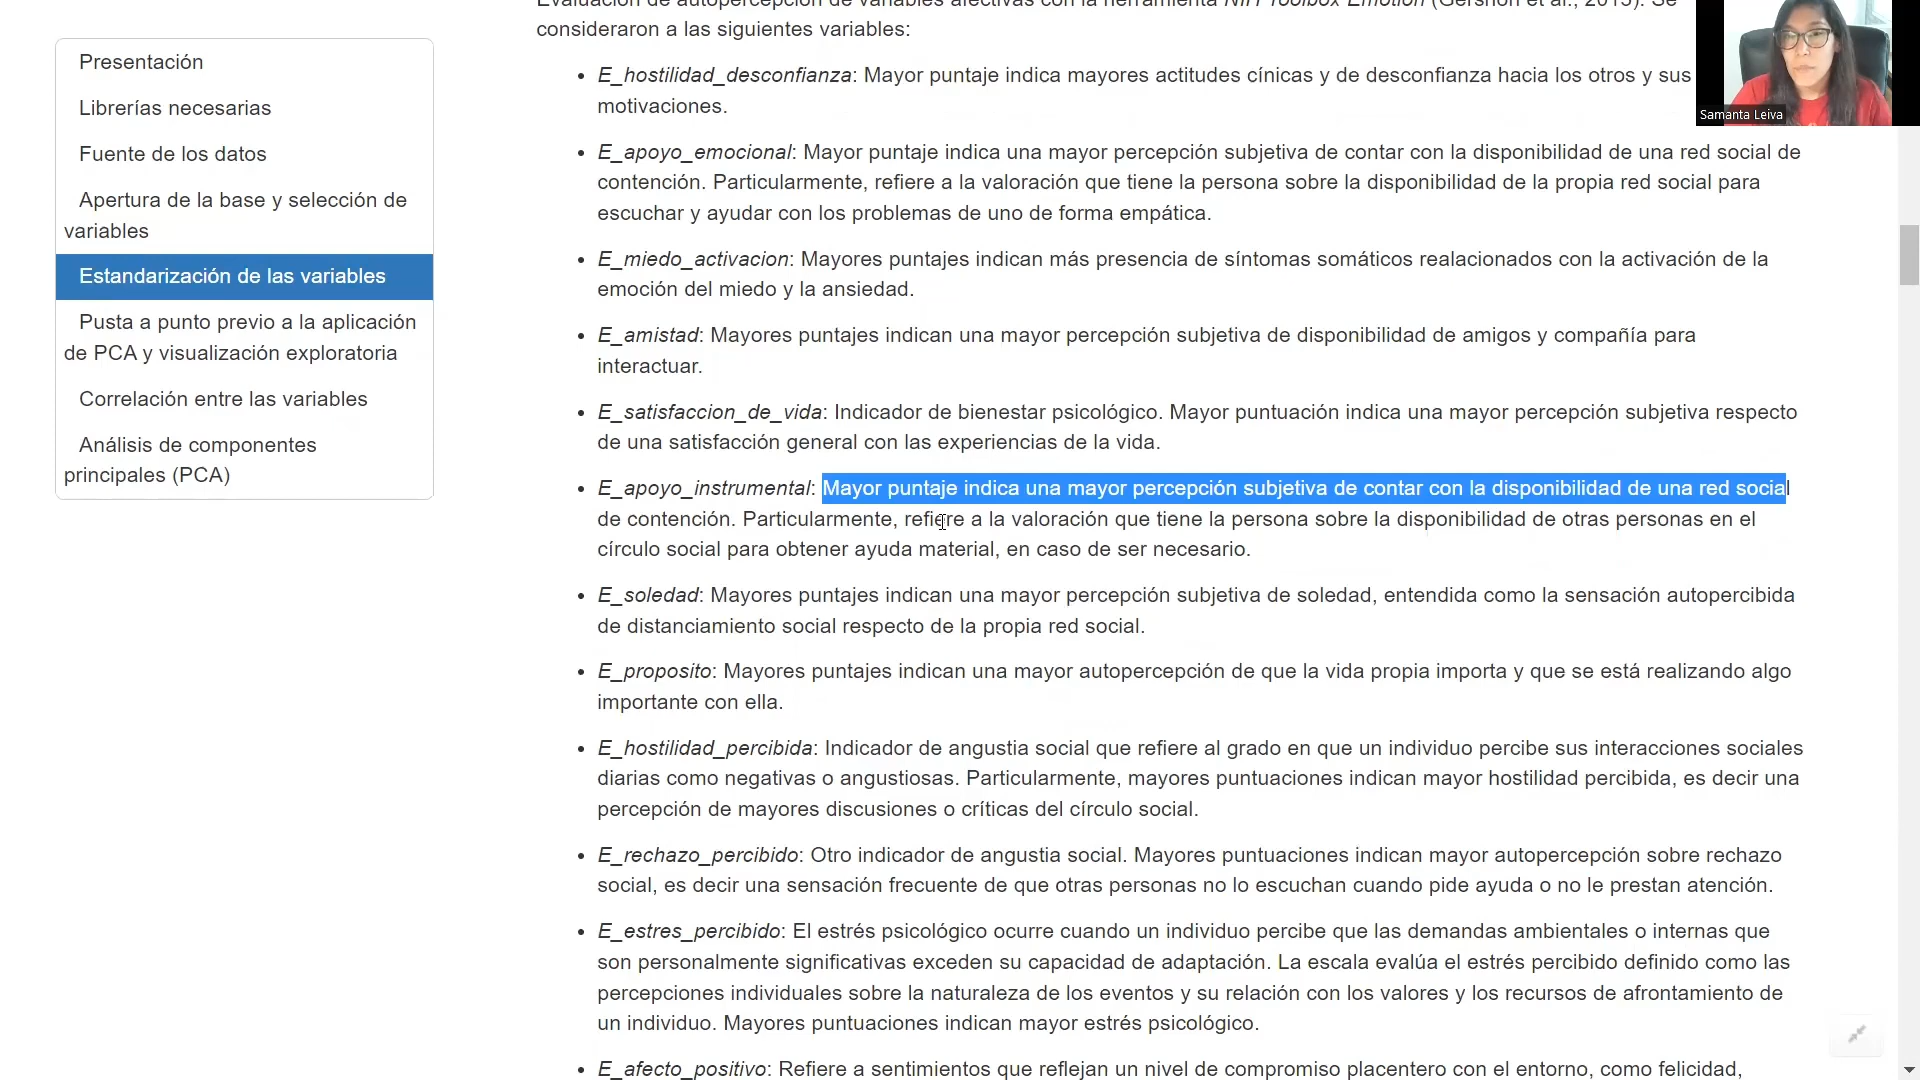 Evaluación de autopercepción de variables afectivas con la herramienta NIH Toolbox Emotion (Gershon et al., 2013). Se
consideraron a las siguientes variables:
Presentación
Librerías necesarias
Fuente de los datos
Apertura de la base y selección de
variables
Estandarización de las variables
Pusta a punto previo a la aplicación
de PCA y visualización exploratoria
Correlación entre las variables
Análisis de componentes
principales (PCA)
• E_hostilidad_desconfianza: Mayor puntaje indica mayores actitudes cínicas y de desconfianza hacia los otros y sus
motivaciones.
• E_apoyo_emocional: Mayor puntaje indica una mayor percepción subjetiva de contar con la disponibilidad de una red social de
contención. Particularmente, refiere a la valoración que tiene la persona sobre la disponibilidad de la propia red social para
escuchar y ayudar con los problemas de uno de forma empática.
• E_miedo_activacion: Mayores puntajes indican más presencia de síntomas somáticos realacionados con la activación de la
emoción del miedo y la ansiedad.
• E_amistad: Mayores puntajes indican una mayor percepción subjetiva de disponibilidad de amigos y compañía para
interactuar.
• E_satisfaccion_de_vida: Indicador de bienestar psicológico. Mayor puntuación indica una mayor percepción subjetiva respecto
de una satisfacción general con las experiencias de la vida.
• E_apoyo_instrumental: Mayor puntaje indica una mayor percepción subjetiva de contar con la disponibilidad de una red social
de contención. Particularmente, refiere a la valoración que tiene la persona sobre la disponibilidad de otras personas en el
círculo social para obtener ayuda material, en caso de ser necesario.
• E_soledad: Mayores puntajes indican una mayor percepción subjetiva de soledad, entendida como la sensación autopercibida
de distanciamiento social respecto de la propia red social.
• E_proposito: Mayores puntajes indican una mayor autopercepción de que la vida propia importa y que se está realizando algo
importante con ella.
• E_hostilidad_percibida: Indicador de angustia social que refiere al grado en que un individuo percibe sus interacciones sociales
diarias como negativas o angustiosas. Particularmente, mayores puntuaciones indican mayor hostilidad percibida, es decir una
percepción de mayores discusiones o críticas del círculo social.
• E_rechazo_percibido: Otro indicador de angustia social. Mayores puntuaciones indican mayor autopercepción sobre rechazo
social, es decir una sensación frecuente de que otras personas no lo escuchan cuando pide ayuda o no le prestan atención.
• E_estres_percibido: El estrés psicológico ocurre cuando un individuo percibe que las demandas ambientales o internas que
son personalmente significativas exceden su capacidad de adaptación. La escala evalúa el estrés percibido definido como las
percepciones individuales sobre la naturaleza de los eventos y su relación con los valores y los recursos de afrontamiento de
un individuo. Mayores puntuaciones indican mayor estrés psicológico.
• E_afecto_positivo: Refiere a sentimientos que reflejan un nivel de compromiso placentero con el entorno, como felicidad,
Samanta Leiva